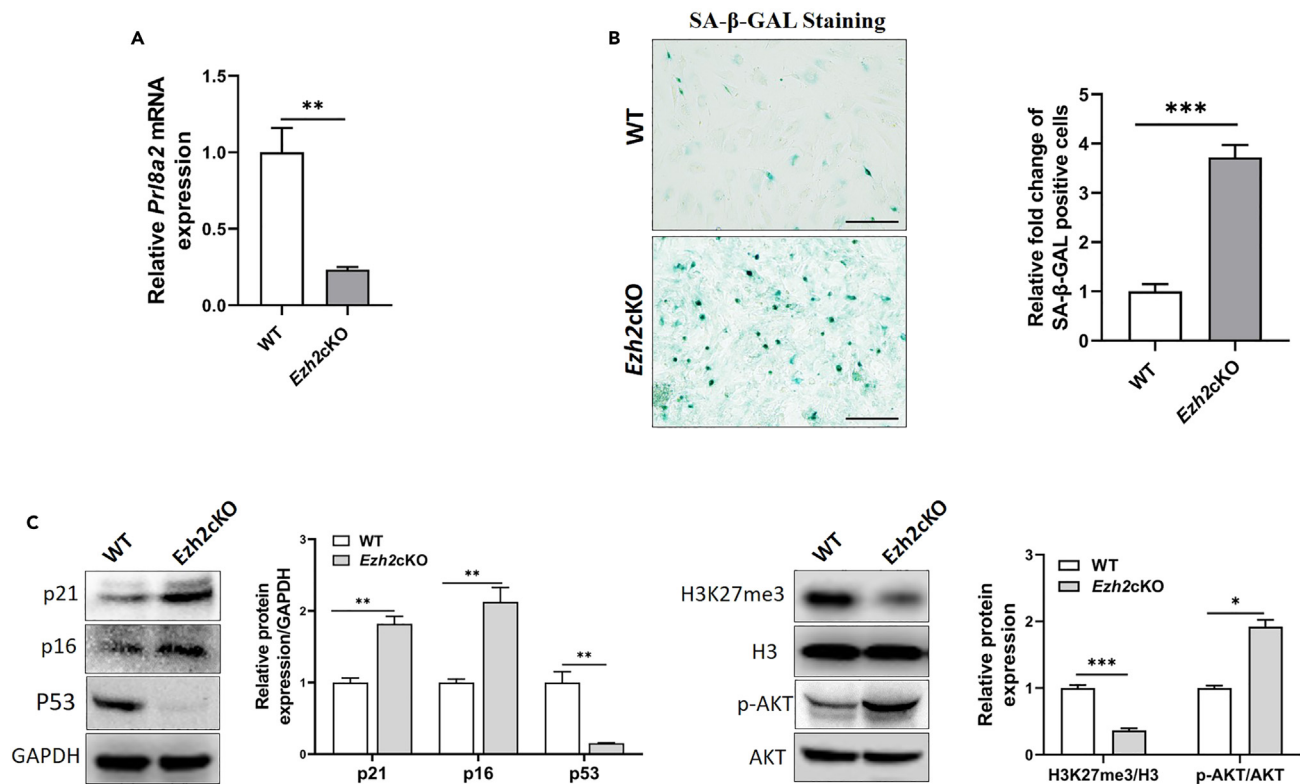 A
Relative Prl8a2 mRNA
expression
1.5
1.0
0.5
0.0
**
WT
Ezh2cKO
B
SA-β-GAL Staining
WT
Ezh2cKO
Relative fold change of
SA-β-GAL positive cells
5
4
3
2
1
0
***
WT
Ezh2cKO
C
WT
Ezh2cKO
p21
p16
P53
GAPDH
Relative protein
expression/GAPDH
3
2
1
0
WT
Ezh2cKO
**
**
**
p21
p16
p53
WT
Ezh2cKO
H3K27me3
H3
p-AKT
AKT
Relative protein
expression
3
2
1
0
WT
Ezh2cKO
***
*
H3K27me3/H3
p-AKT/AKT